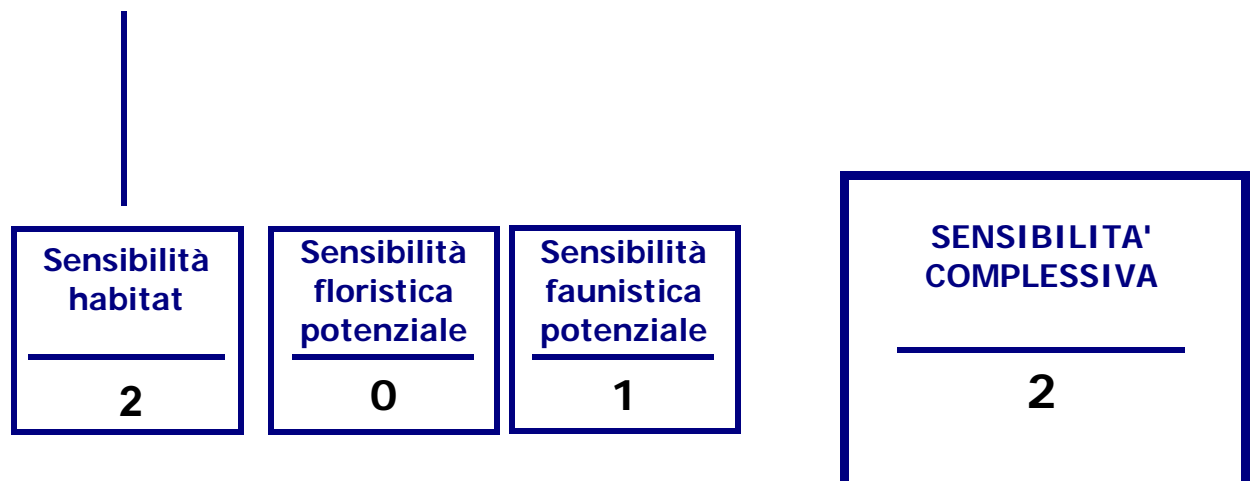 Sensibilità
habitat
2
Sensibilità
floristica
potenziale
0
Sensibilità
faunistica
potenziale
1
SENSIBILITA'
COMPLESSIVA
2